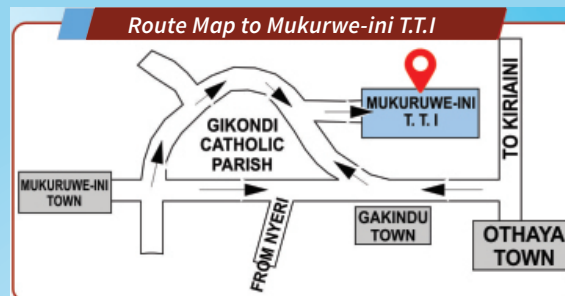 Route Map to Mukurwe-ini T.T.I
MUKURUWE-INI
T. T. I
TO KIRIAINI
GIKONDI
CATHOLIC
PARISH
MUKURUWE-INI
TOWN
FROM NYERI
GAKINDU
TOWN
OTHAYA
TOWN